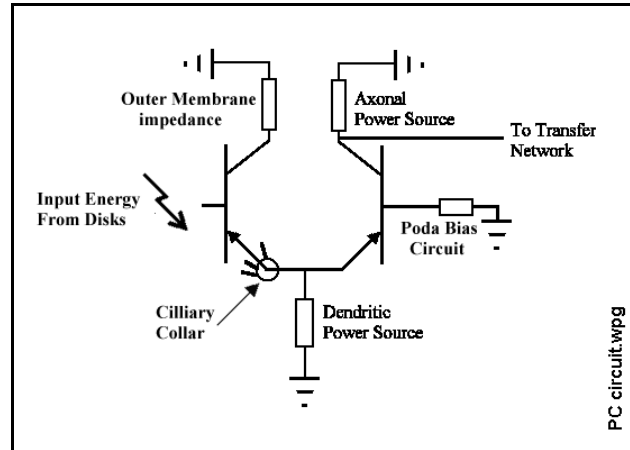 Outer Membrane
impedance
Axonal
Power Source
To Transfer
Network
Input Energy
From Disks
Poda Bias
Circuit
Cilliary
Collar
Dendritic
Power Source
PC circuit.wpg